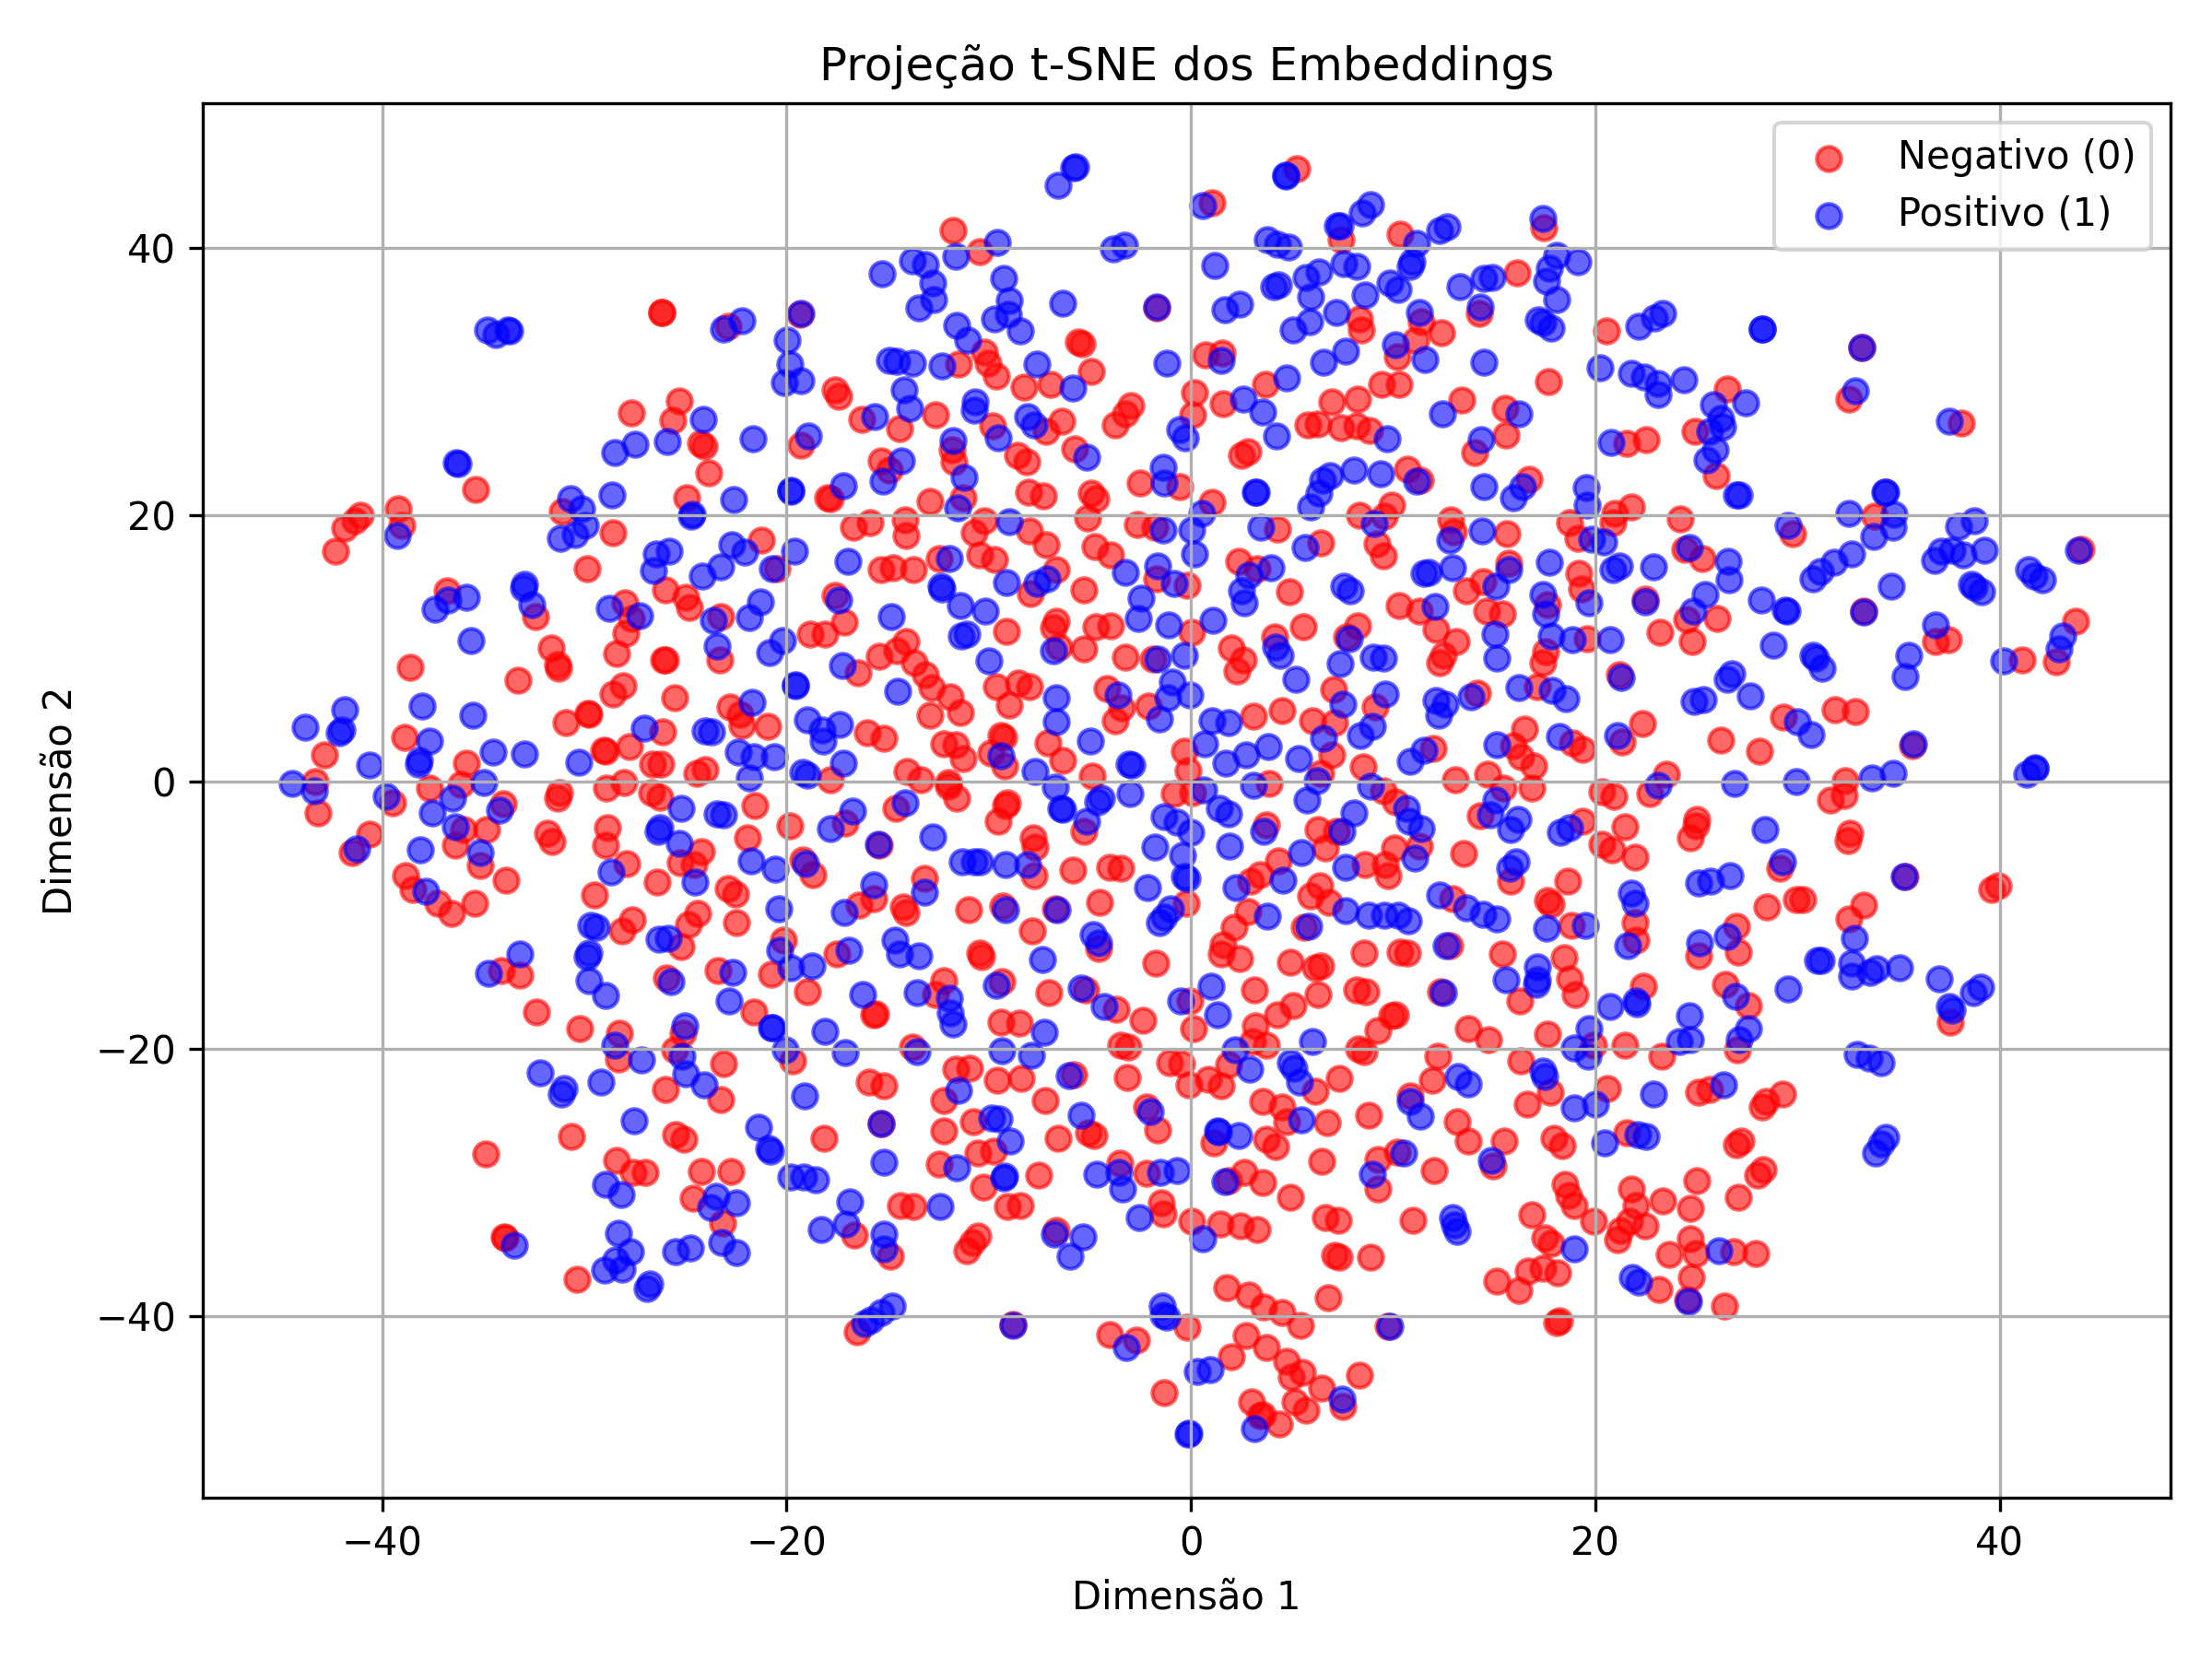 Projeção t-SNE dos Embeddings
Negativo (0)
Positivo (1)
40
20
0
−20
−40
Dimensão 2
−40
−20
0
20
40
Dimensão 1